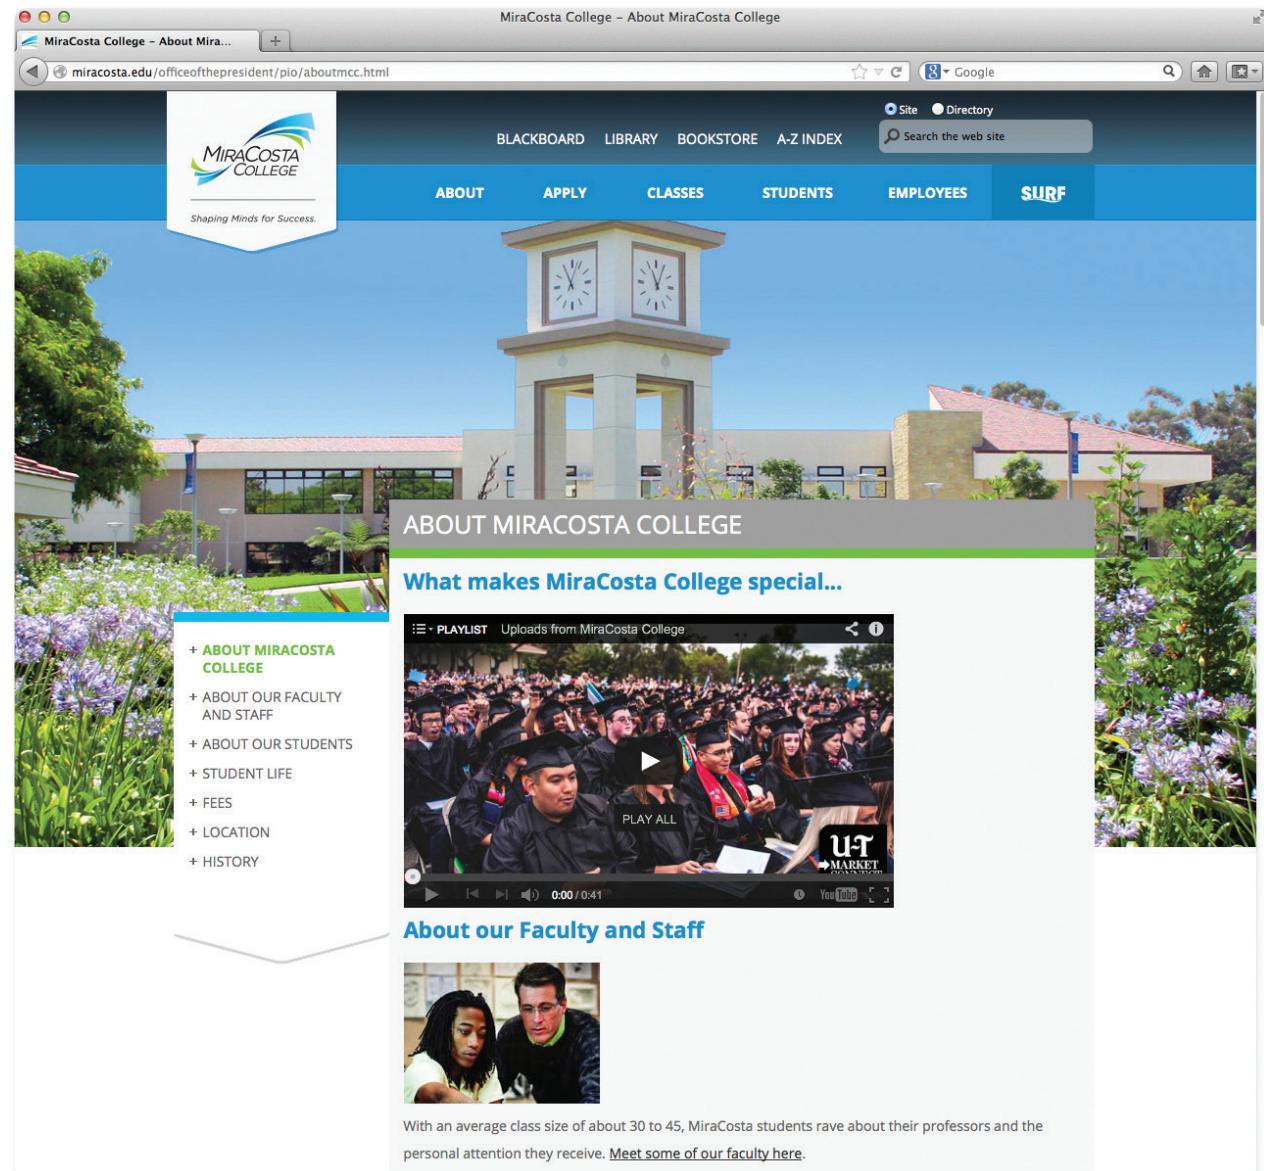 MiraCosta College – About MiraCosta College
MiraCosta College – About Mira...
miracosta.edu/officeofthepresident/pio/aboutmcc.html
Google
Site Directory
Search the web site
BLACKBOARD LIBRARY BOOKSTORE A-Z INDEX
MIRACOSTA
COLLEGE
Shaping Minds for Success.
ABOUT APPLY CLASSES STUDENTS EMPLOYEES SURF
ABOUT MIRACOSTA COLLEGE
What makes MiraCosta College special...
PLAYLIST Uploads from MiraCosta College
PLAY ALL
U-T
MARKET
CONNECT
0:00 / 0:41
YouTube
+ ABOUT MIRACOSTA
COLLEGE
+ ABOUT OUR FACULTY
AND STAFF
+ ABOUT OUR STUDENTS
+ STUDENT LIFE
+ FEES
+ LOCATION
+ HISTORY
About our Faculty and Staff
With an average class size of about 30 to 45, MiraCosta students rave about their professors and the
personal attention they receive. Meet some of our faculty here.